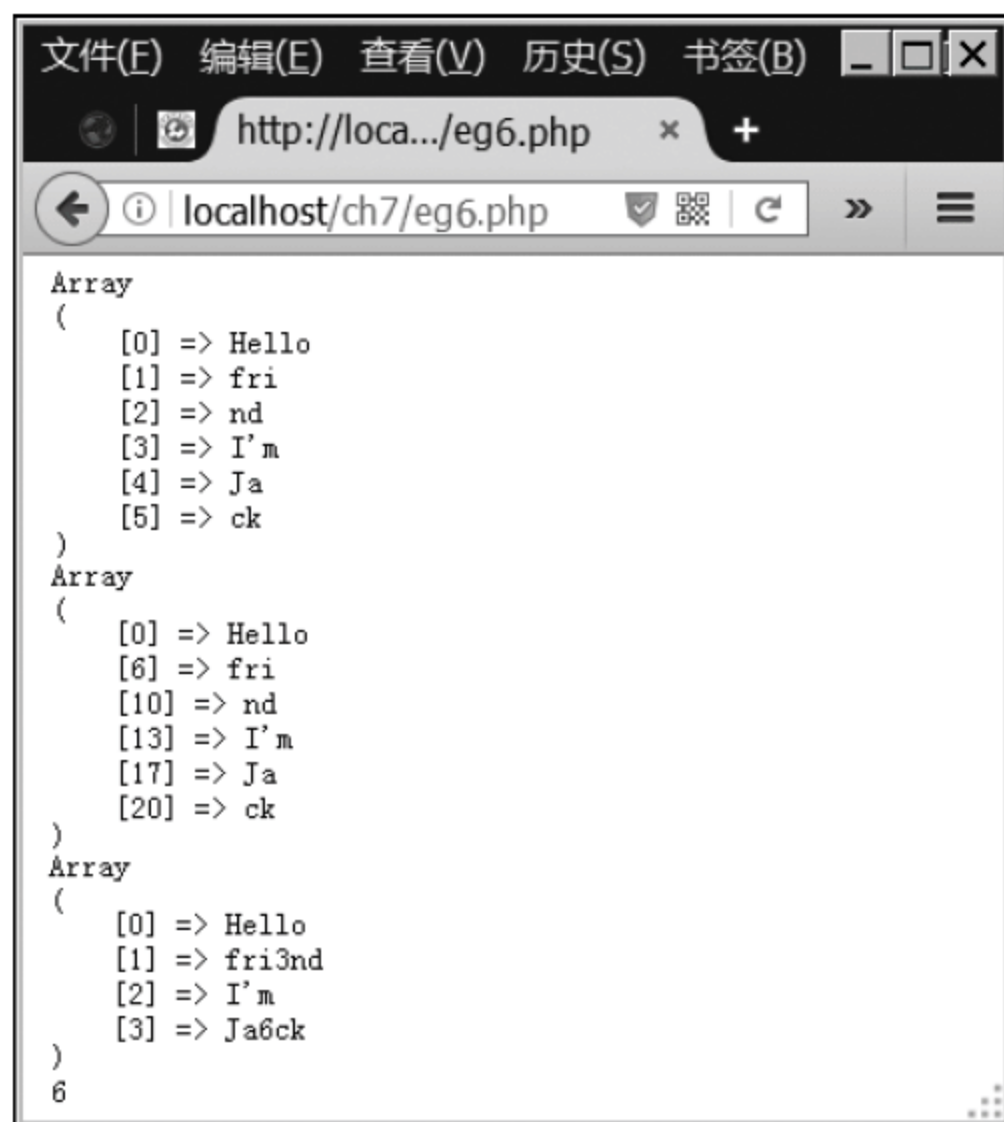 文件(F) 编辑(E) 查看(V) 历史(S) 书签(B)
http://loca.../eg6.php
localhost/ch7/eg6.php
Array
(
[0] => Hello
[1] => fri
[2] => nd
[3] => I'm
[4] => Ja
[5] => ck
)
Array
(
[0] => Hello
[6] => fri
[10] => nd
[13] => I'm
[17] => Ja
[20] => ck
)
Array
(
[0] => Hello
[1] => fri3nd
[2] => I'm
[3] => Ja6ck
)
6